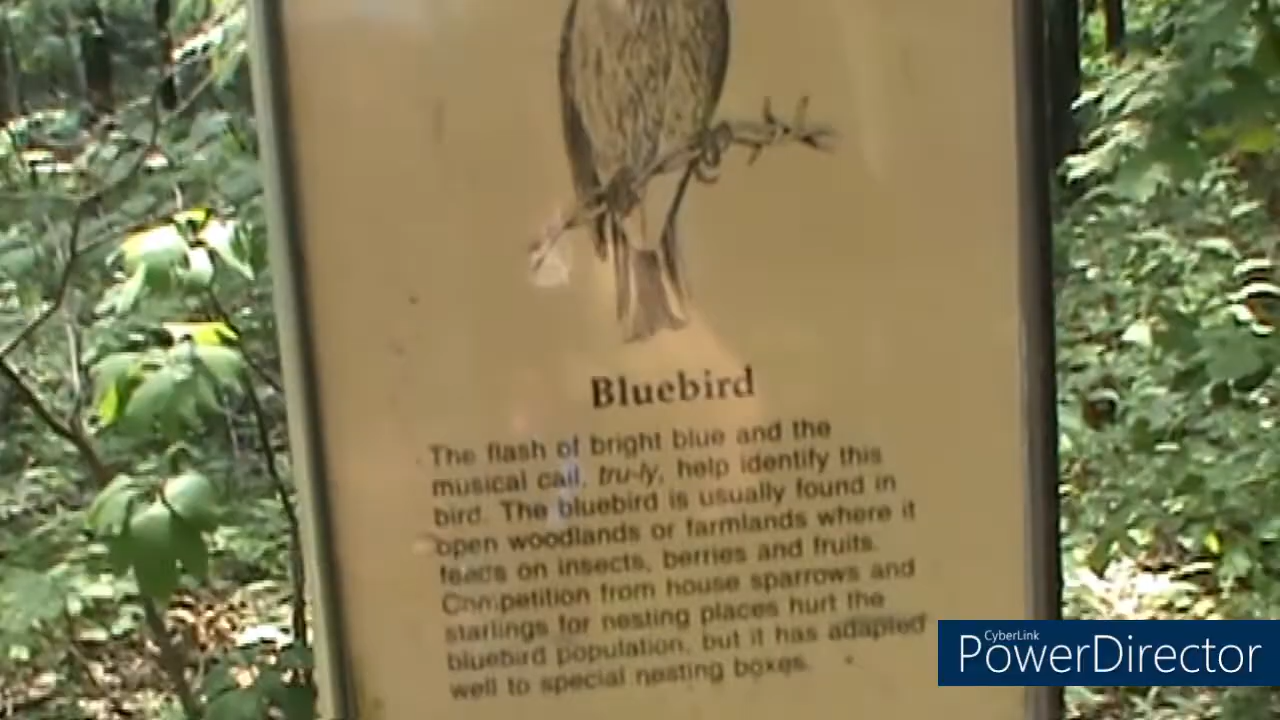 Bluebird
The flash of bright blue and the
musical call, tru-ly, help identify this
bird. The bluebird is usually found in
open woodlands or farmlands where it
feeds on insects, berries and fruits.
Competition from house sparrows and
starlings for nesting places hurt the
bluebird population, but it has adapted
well to special nesting boxes.
CyberLink
PowerDirector